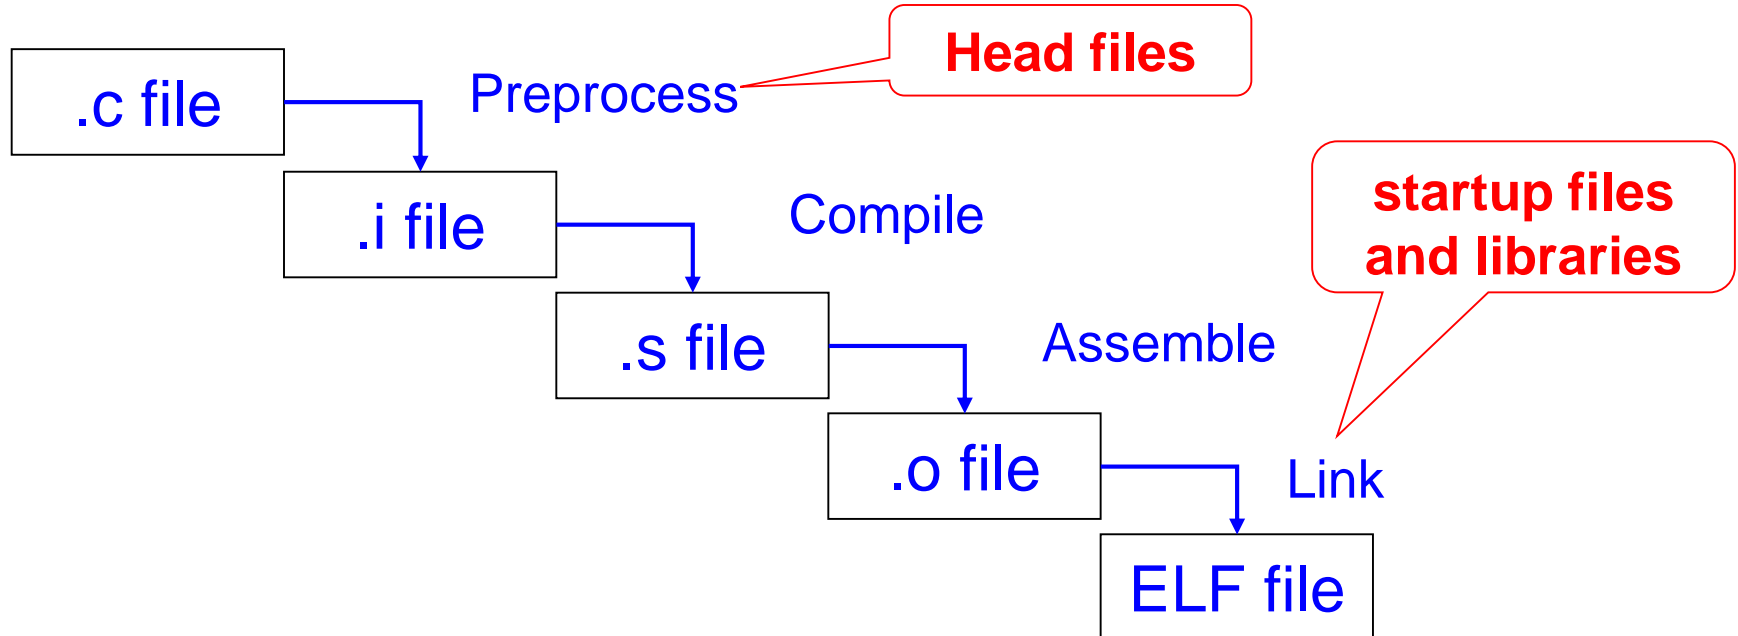 Head files
.c file
Preprocess
startup files
and libraries
.i file
Compile
.s file
Assemble
.o file
Link
ELF file